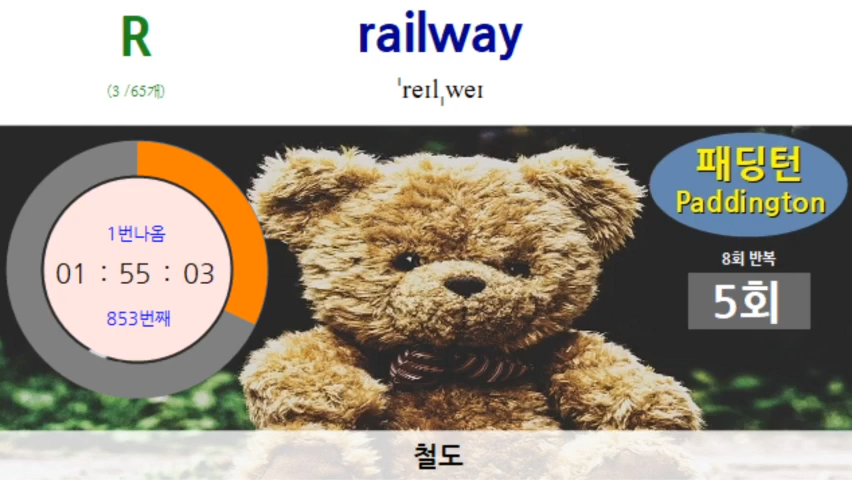 R
(3 /65개)
railway
ˈreɪlˌweɪ
패딩턴
Paddington
8회 반복
5회
1번나옴
01 : 55 : 03
853번째
철도